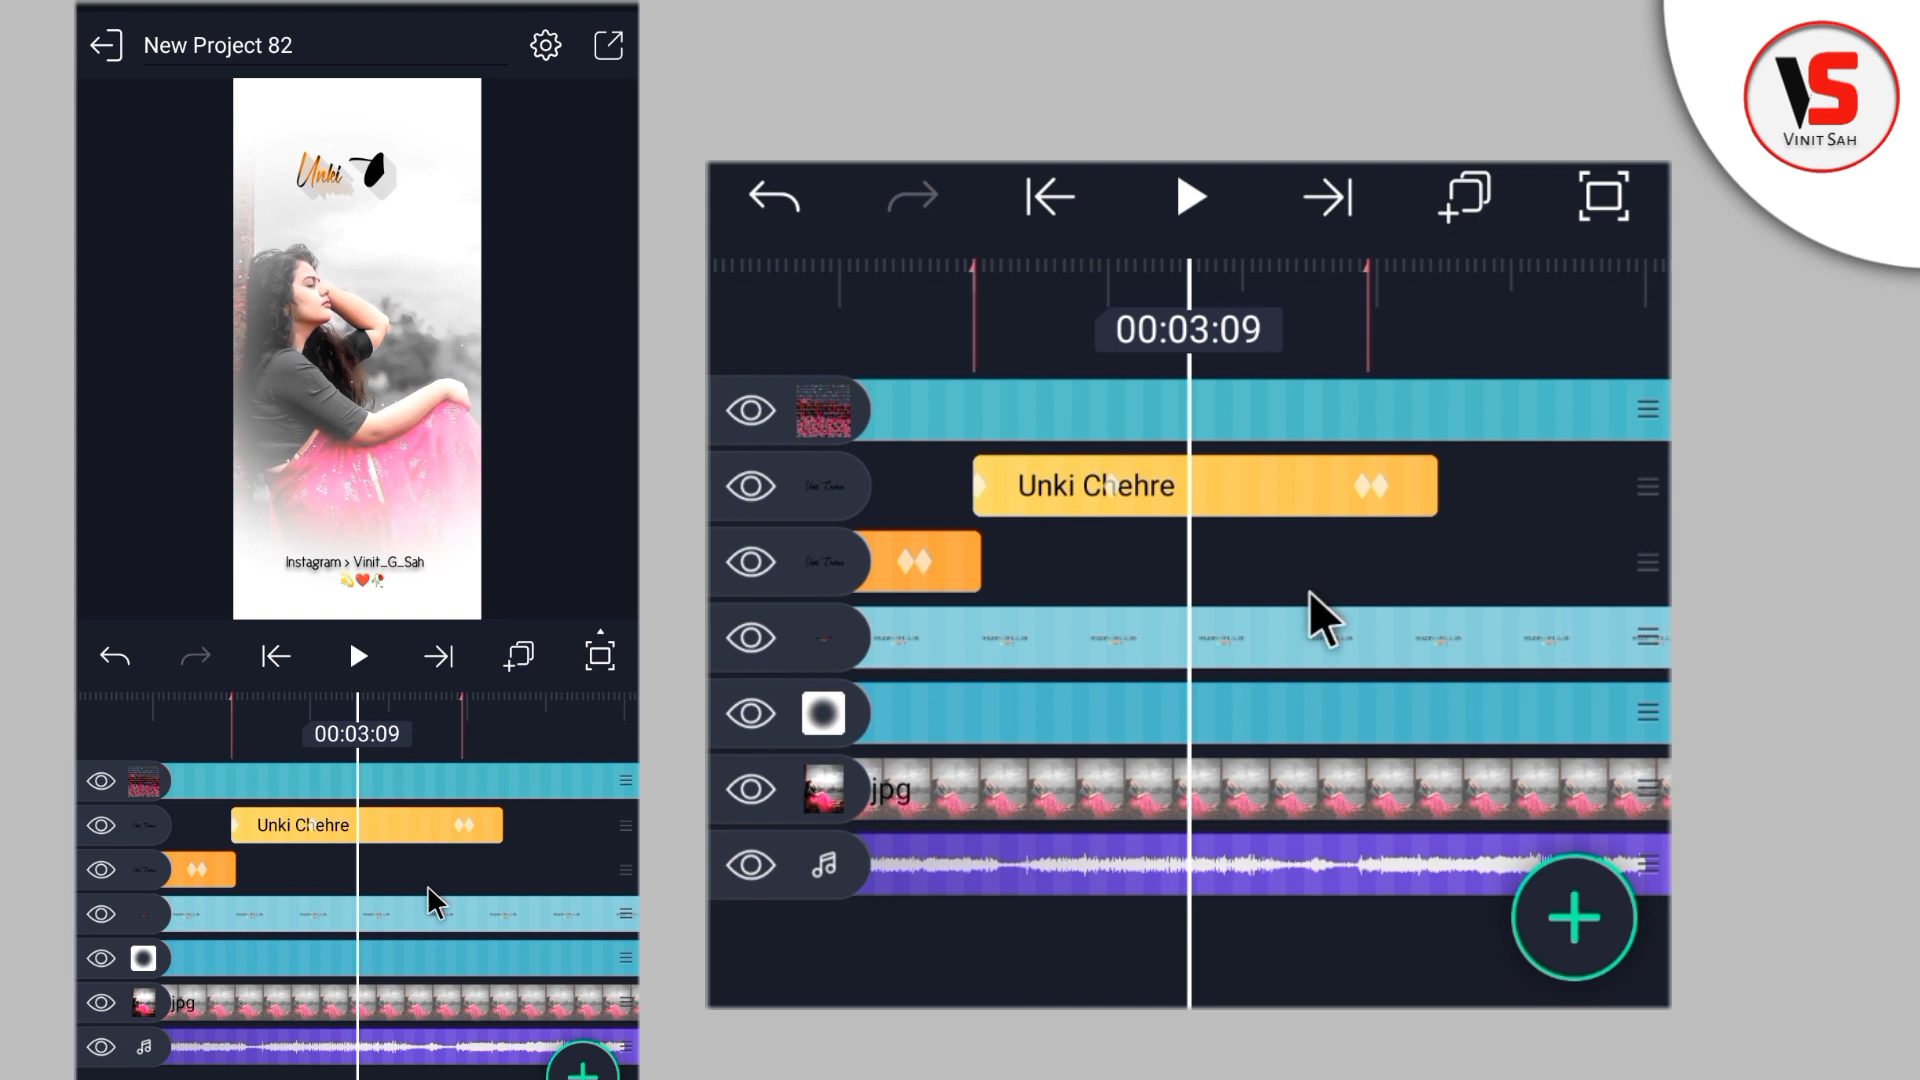 New Project 82
Unki
Instagram > Vinit_G_Sah
💫❤️🥀
00:03:09
Unki Chehre
jpg
00:03:09
Unki Chehre
jpg
VS
VINIT SAH